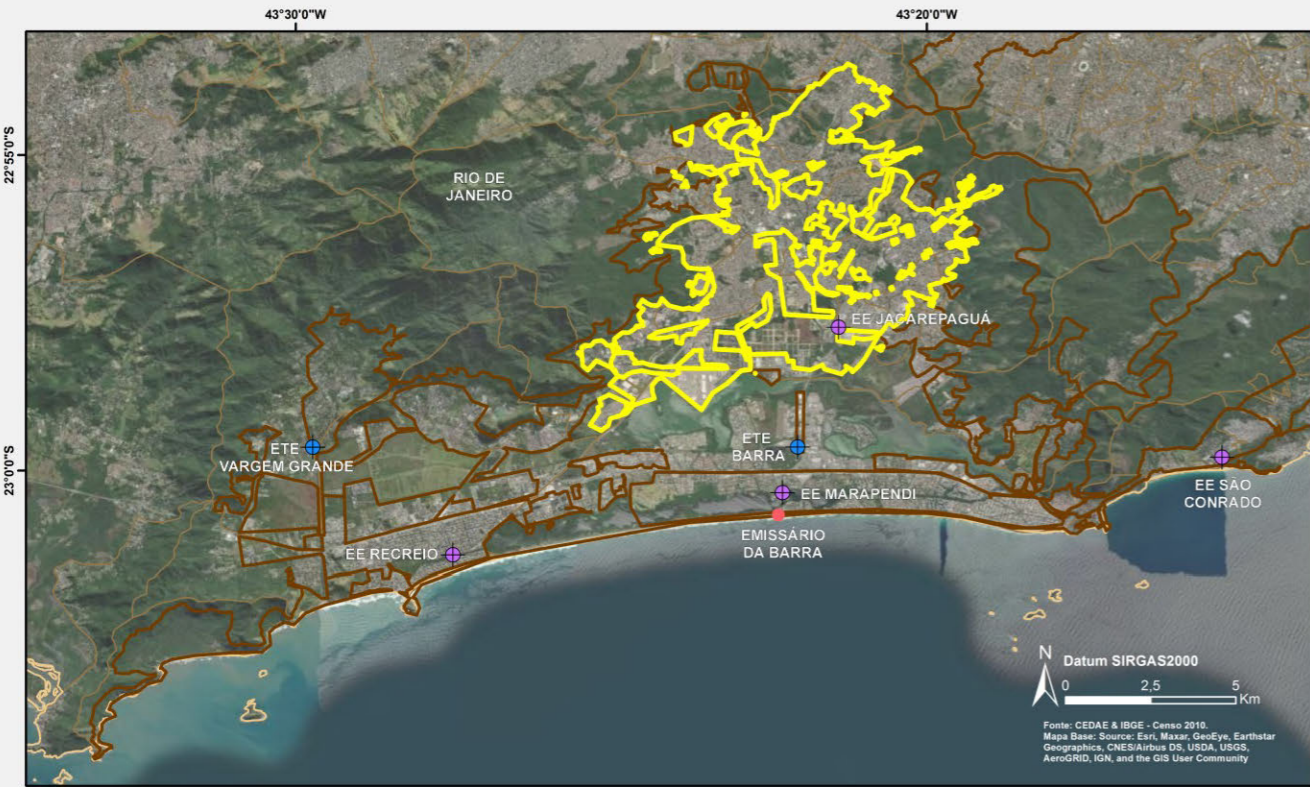 43°30'0"W
43°20'0"W
22°55'0"S
RIO DE
JANEIRO
EE JACAREPAGUÁ
ETE
VARGEM GRANDE
ETE
BARRA
23°0'0"S
EE SÃO
CONRADO
EE MARAPENDI
EMISSÁRIO
DA BARRA
EE RECREIO
N
Datum SIRGAS2000
0 2,5 5
Km
Fonte: CEDAE & IBGE - Censo 2010.
Mapa Base: Source: Esri, Maxar, GeoEye, Earthstar
Geographics, CNES/Airbus DS, USDA, USGS,
AeroGRID, IGN, and the GIS User Community